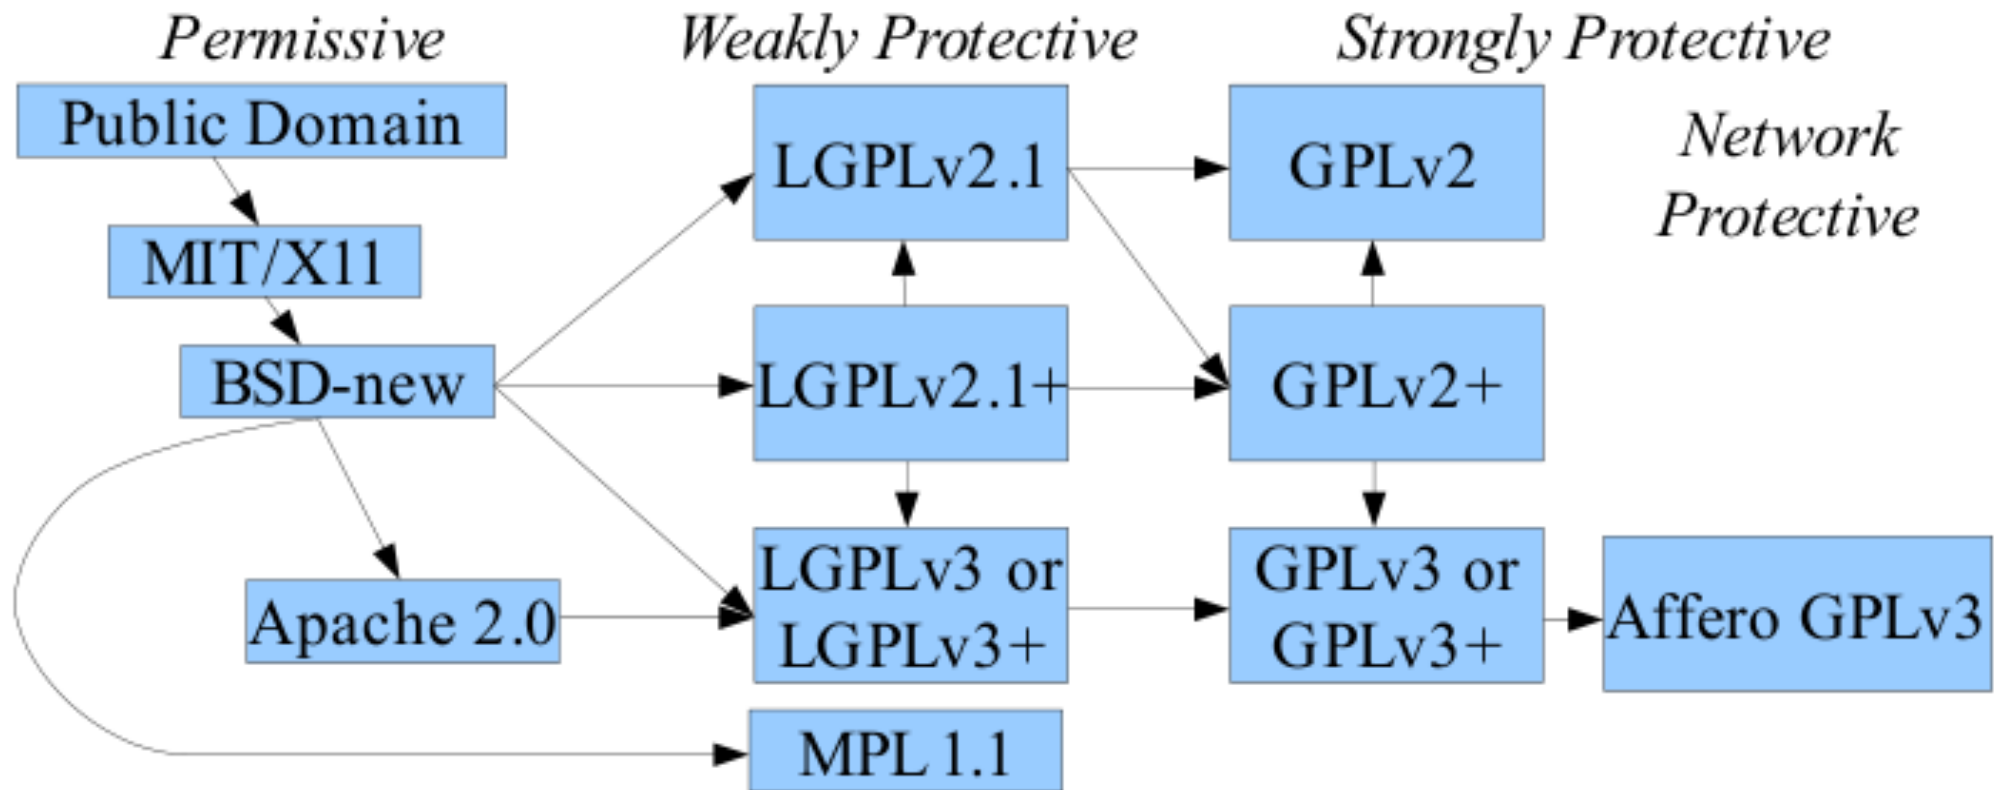 Permissive
Weakly Protective
Strongly Protective
Public Domain
LGPLv2.1
GPLv2
Network
Protective
MIT/X11
BSD-new
LGPLv2.1+
GPLv2+
Apache 2.0
LGPLv3 or
LGPLv3+
GPLv3 or
GPLv3+
Affero GPLv3
MPL 1.1